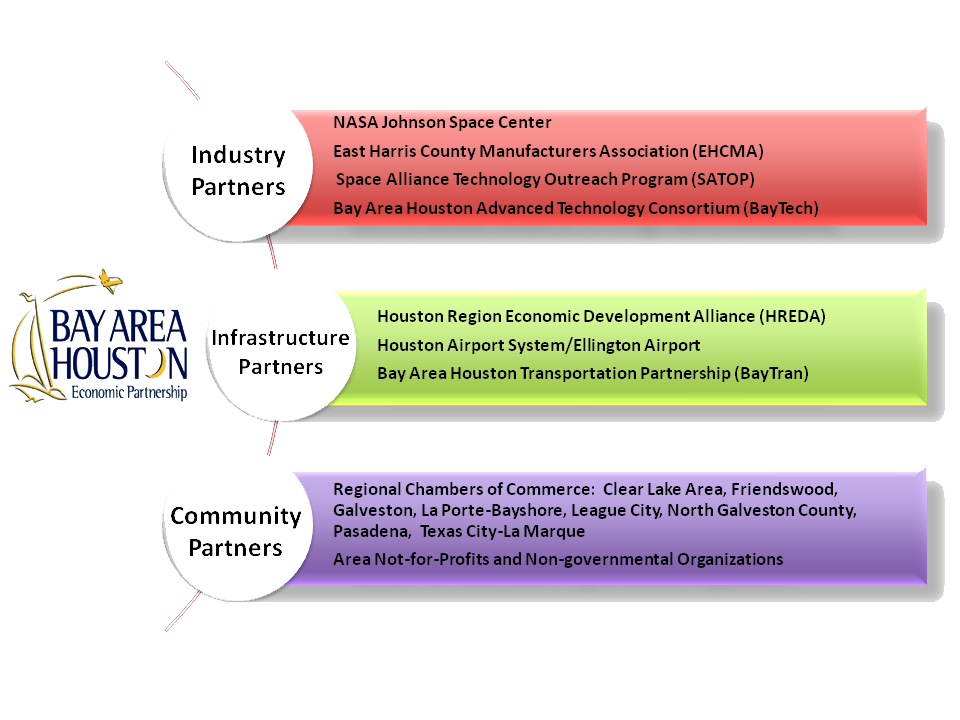 NASA Johnson Space Center
Industry
Partners
East Harris County Manufacturers Association (EHCMA)
Space Alliance Technology Outreach Program (SATOP)
Bay Area Houston Advanced Technology Consortium (BayTech)
BAY AREA
HOUSTON
Economic Partnership
Infrastructure
Partners
Houston Region Economic Development Alliance (HREDA)
Houston Airport System/Ellington Airport
Bay Area Houston Transportation Partnership (BayTran)
Community
Partners
Regional Chambers of Commerce:  Clear Lake Area, Friendswood,
Galveston, La Porte-Bayshore, League City, North Galveston County,
Pasadena,  Texas City-La Marque
Area Not-for-Profits and Non-governmental Organizations